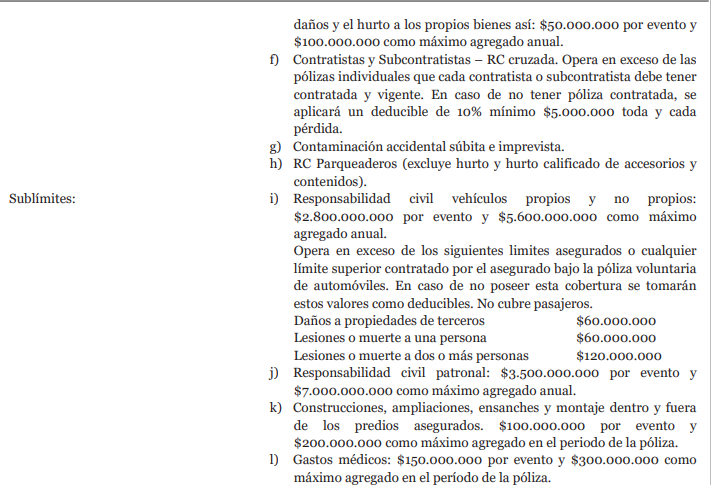 daños y el hurto a los propios bienes así: $50.000.000 por evento y
$100.000.000 como máximo agregado anual.
f) Contratistas y Subcontratistas – RC cruzada. Opera en exceso de las
pólizas individuales que cada contratista o subcontratista debe tener
contratada y vigente. En caso de no tener póliza contratada, se
aplicará un deducible de 10% mínimo $5.000.000 toda y cada
pérdida.
g) Contaminación accidental súbita e imprevista.
h) RC Parqueaderos (excluye hurto y hurto calificado de accesorios y
contenidos).
Sublímites:
i) Responsabilidad civil vehículos propios y no propios:
$2.800.000.000 por evento y $5.600.000.000 como máximo
agregado anual.
Opera en exceso de los siguientes limites asegurados o cualquier
límite superior contratado por el asegurado bajo la póliza voluntaria
de automóviles. En caso de no poseer esta cobertura se tomarán
estos valores como deducibles. No cubre pasajeros.
Daños a propiedades de terceros $60.000.000
Lesiones o muerte a una persona $60.000.000
Lesiones o muerte a dos o más personas $120.000.000
j) Responsabilidad civil patronal: $3.500.000.000 por evento y
$7.000.000.000 como máximo agregado anual.
k) Construcciones, ampliaciones, ensanches y montaje dentro y fuera
de los predios asegurados. $100.000.000 por evento y
$200.000.000 como máximo agregado en el periodo de la póliza.
l) Gastos médicos: $150.000.000 por evento y $300.000.000 como
máximo agregado en el período de la póliza.